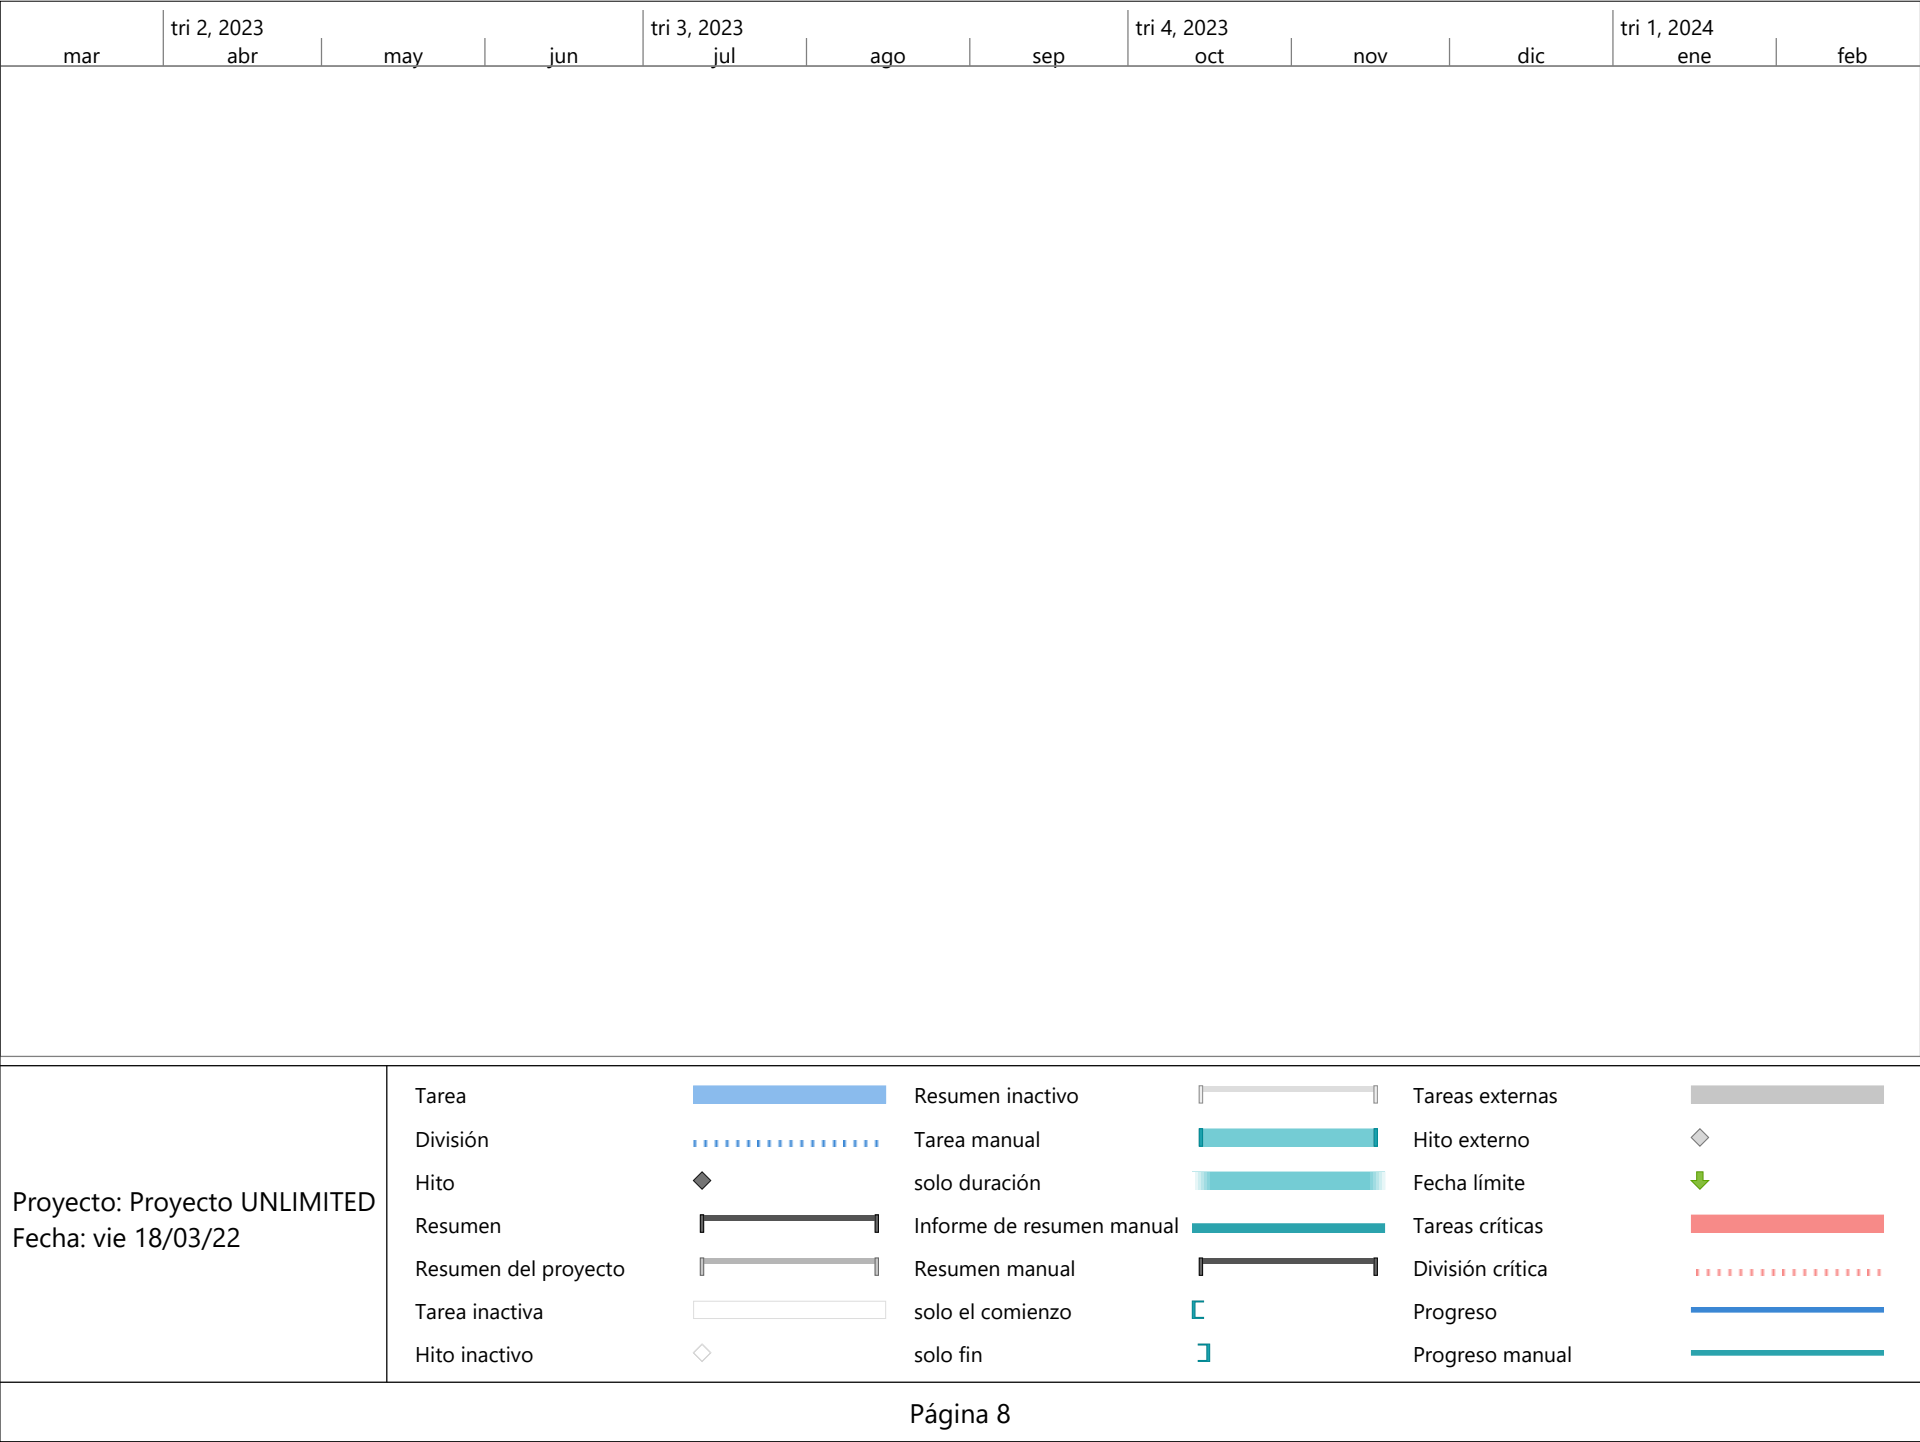 tri 2, 2023 tri 3, 2023 tri 4, 2023 tri 1, 2024
mar abr may jun jul ago sep oct nov dic ene feb
Proyecto: Proyecto UNLIMITED
Fecha: vie 18/03/22
Tarea
División
Hito
Resumen
Resumen del proyecto
Tarea inactiva
Hito inactivo
Resumen inactivo
Tarea manual
solo duración
Informe de resumen manual
Resumen manual
solo el comienzo
solo fin
Tareas externas
Hito externo
Fecha límite
Tareas críticas
División crítica
Progreso
Progreso manual
Página 8